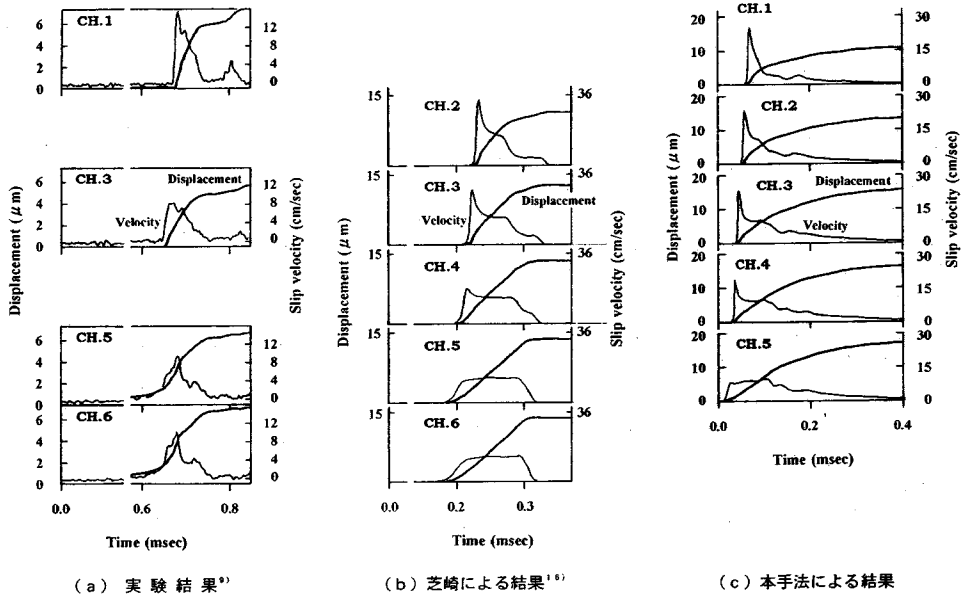 CH.1
6
4
2
0
12
8
4
0
CH.3
Displacement
Velocity
6
4
2
0
12
8
4
0
CH.5
6
4
2
0
12
8
4
0
CH.6
6
4
2
0
12
8
4
0
0.0
0.6
0.8
Displacement (μm)
Slip velocity (cm/sec)
Time (msec)
(a) 実験結果⁹⁾
CH.2
15
36
CH.3
Velocity
Displacement
15
36
CH.4
15
36
CH.5
15
36
CH.6
15
36
0.0
0.2
0.3
Displacement (μm)
Slip velocity (cm/sec)
Time (msec)
(b) 芝崎による結果¹⁶⁾
CH.1
20
10
0
30
15
0
CH.2
20
10
0
30
15
0
CH.3
Displacement
Velocity
20
10
0
30
15
0
CH.4
20
10
0
30
15
0
CH.5
20
10
0
30
15
0
0.0
0.2
0.4
Displacement (μm)
Slip velocity (cm/sec)
Time (msec)
(c) 本手法による結果